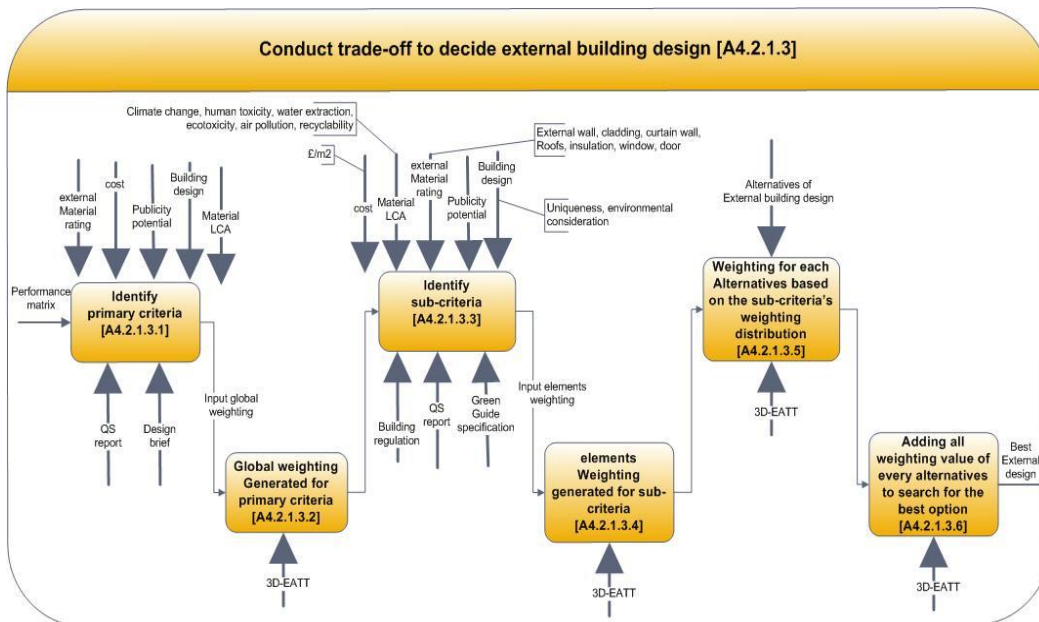 Conduct trade-off to decide external building design [A4.2.1.3]
Climate change, human toxicity, water extraction,
ecotoxicity, air pollution, recyclability
£/m2
External wall, cladding, curtain wall,
Roofs, insulation, window, door
Uniqueness, environmental
consideration
external
Material
rating
cost
Publicity
potential
Building
design
Material
LCA
Performance
matrix
Identify
primary criteria
[A4.2.1.3.1]
QS
report
Design
brief
Input global
weighting
Global weighting
Generated for
primary criteria
[A4.2.1.3.2]
3D-EATT
cost
Material
LCA
external
Material
rating
Publicity
potential
Building
design
Identify
sub-criteria
[A4.2.1.3.3]
Building
regulation
QS
report
Green
Guide
specification
Input elements
weighting
elements
Weighting
generated for sub-
criteria
[A4.2.1.3.4]
3D-EATT
Alternatives of
External building design
Weighting for each
Alternatives based
on the sub-criteria's
weighting
distribution
[A4.2.1.3.5]
3D-EATT
Adding all
weighting value of
every alternatives
to search for the
best option
[A4.2.1.3.6]
Best
External
design
3D-EATT